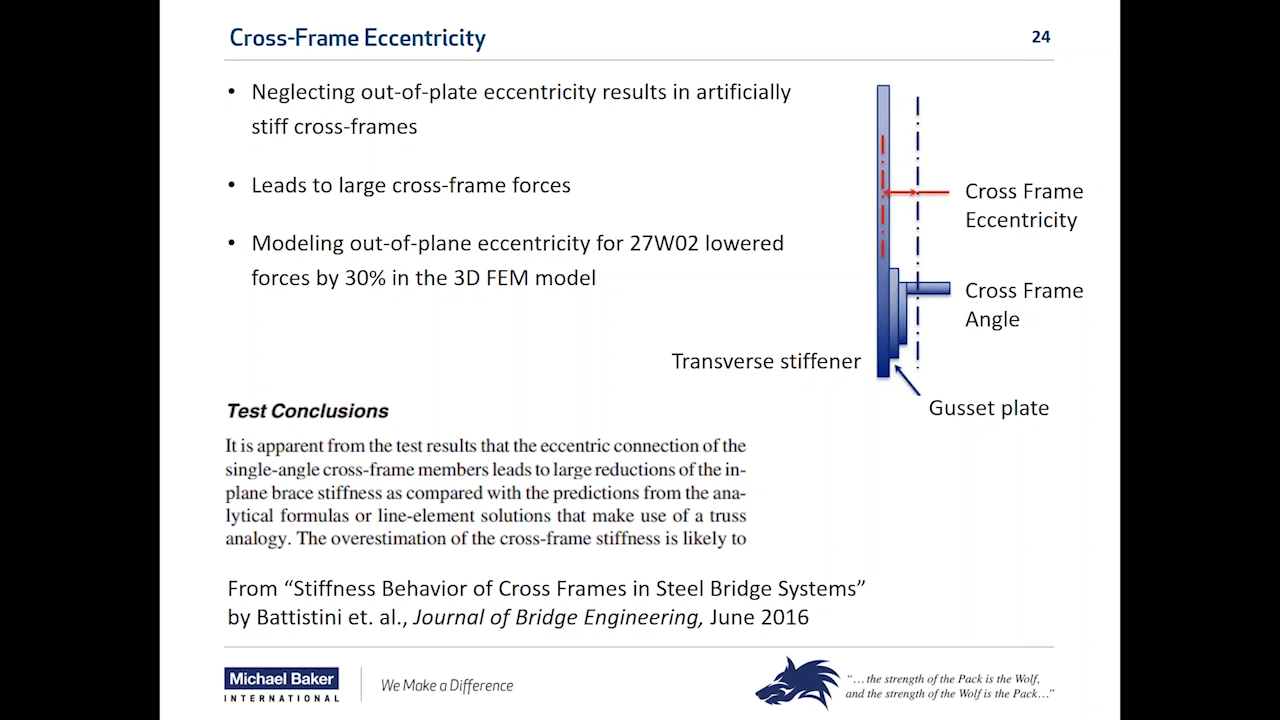 Cross-Frame Eccentricity
24
• Neglecting out-of-plate eccentricity results in artificially
stiff cross-frames
• Leads to large cross-frame forces
• Modeling out-of-plane eccentricity for 27W02 lowered
forces by 30% in the 3D FEM model
Cross Frame
Eccentricity
Cross Frame
Angle
Transverse stiffener
Gusset plate
Test Conclusions
It is apparent from the test results that the eccentric connection of the
single-angle cross-frame members leads to large reductions of the in-
plane brace stiffness as compared with the predictions from the ana-
lytical formulas or line-element solutions that make use of a truss
analogy. The overestimation of the cross-frame stiffness is likely to
From “Stiffness Behavior of Cross Frames in Steel Bridge Systems”
by Battistini et. al., Journal of Bridge Engineering, June 2016
Michael Baker
INTERNATIONAL
We Make a Difference
“… the strength of the Pack is the Wolf,
and the strength of the Wolf is the Pack…”